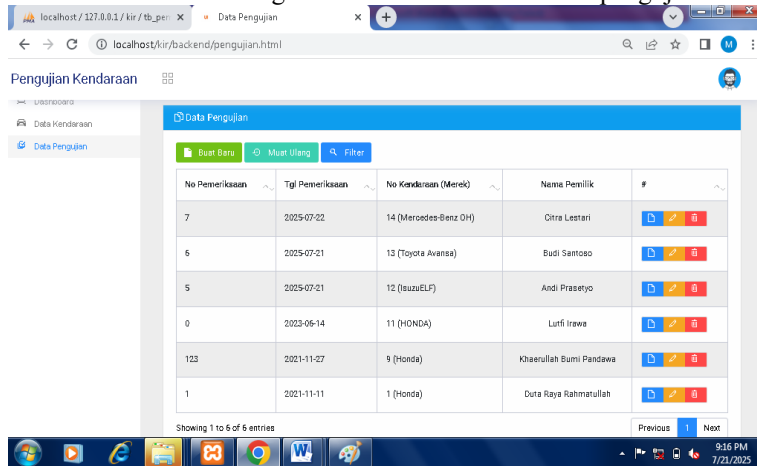 localhost / 127.0.0.1 / kir / tb_pen
Data Pengujian
localhost/kir/backend/pengujian.html
M
Pengujian Kendaraan
Dashboard
Data Kendaraan
Data Pengujian
Data Pengujian
Buat Baru Muat Ulang Filter
No Pemeriksaan Tgl Pemeriksaan No Kendaraan (Merek) Nama Pemilik #
7 2025-07-22 14 (Mercedes-Benz OH) Citra Lestari
6 2025-07-21 13 (Toyota Avansa) Budi Santoso
5 2025-07-21 12 (IsuzuELF) Andi Prasetyo
0 2023-06-14 11 (HONDA) Lutfi Irawa
123 2021-11-27 9 (Honda) Khaerullah Bumi Pandawa
1 2021-11-11 1 (Honda) Duta Raya Rahmatullah
Showing 1 to 6 of 6 entries
Previous 1 Next
9:16 PM
7/21/2025